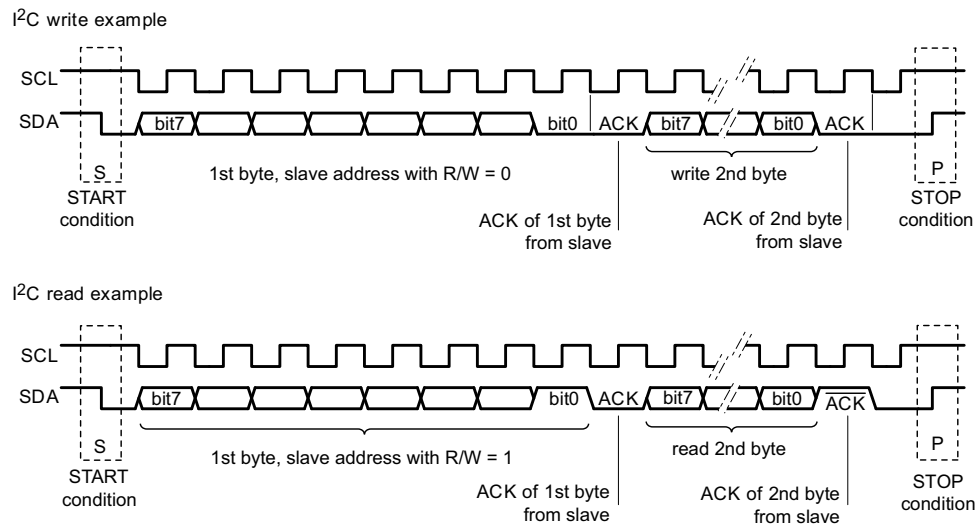 I²C write example
SCL
SDA
bit7
bit0
ACK
bit7
bit0
ACK
S
START
condition
1st byte, slave address with R/W = 0
write 2nd byte
ACK of 1st byte
from slave
ACK of 2nd byte
from slave
P
STOP
condition
I²C read example
SCL
SDA
bit7
bit0
ACK
bit7
bit0
A̅C̅K̅
S
START
condition
1st byte, slave address with R/W = 1
read 2nd byte
ACK of 1st byte
from slave
ACK of 2nd byte
from slave
P
STOP
condition